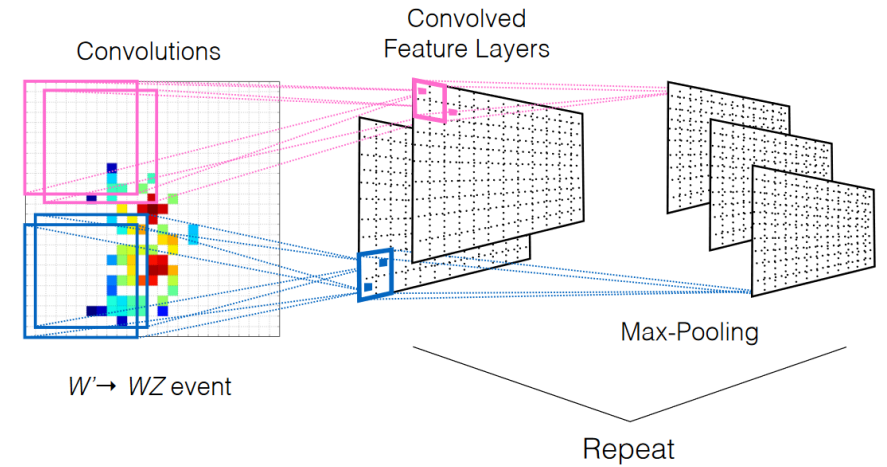 Convolutions
Convolved
Feature Layers
Max-Pooling
W'→ WZ event
Repeat